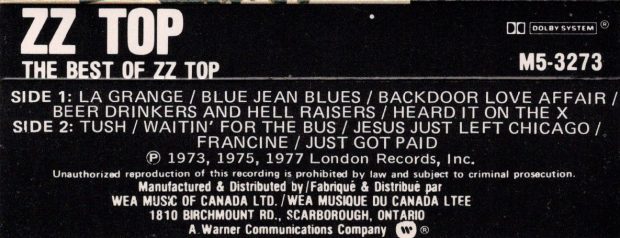 ZZ TOP
DOLBY SYSTEM
THE BEST OF ZZ TOP
M5-3273
SIDE 1: LA GRANGE / BLUE JEAN BLUES / BACKDOOR LOVE AFFAIR /
BEER DRINKERS AND HELL RAISERS / HEARD IT ON THE X
SIDE 2: TUSH / WAITIN' FOR THE BUS / JESUS JUST LEFT CHICAGO /
FRANCINE / JUST GOT PAID
℗ 1973, 1975, 1977 London Records, Inc.
Unauthorized reproduction of this recording is prohibited by law and subject to criminal prosecution.
Manufactured & Distributed by/Fabriqué & Distribué par
WEA MUSIC OF CANADA LTD. /WEA MUSIQUE DU CANADA LTEE
1810 BIRCHMOUNT RD., SCARBOROUGH, ONTARIO
A Warner Communications Company W ®